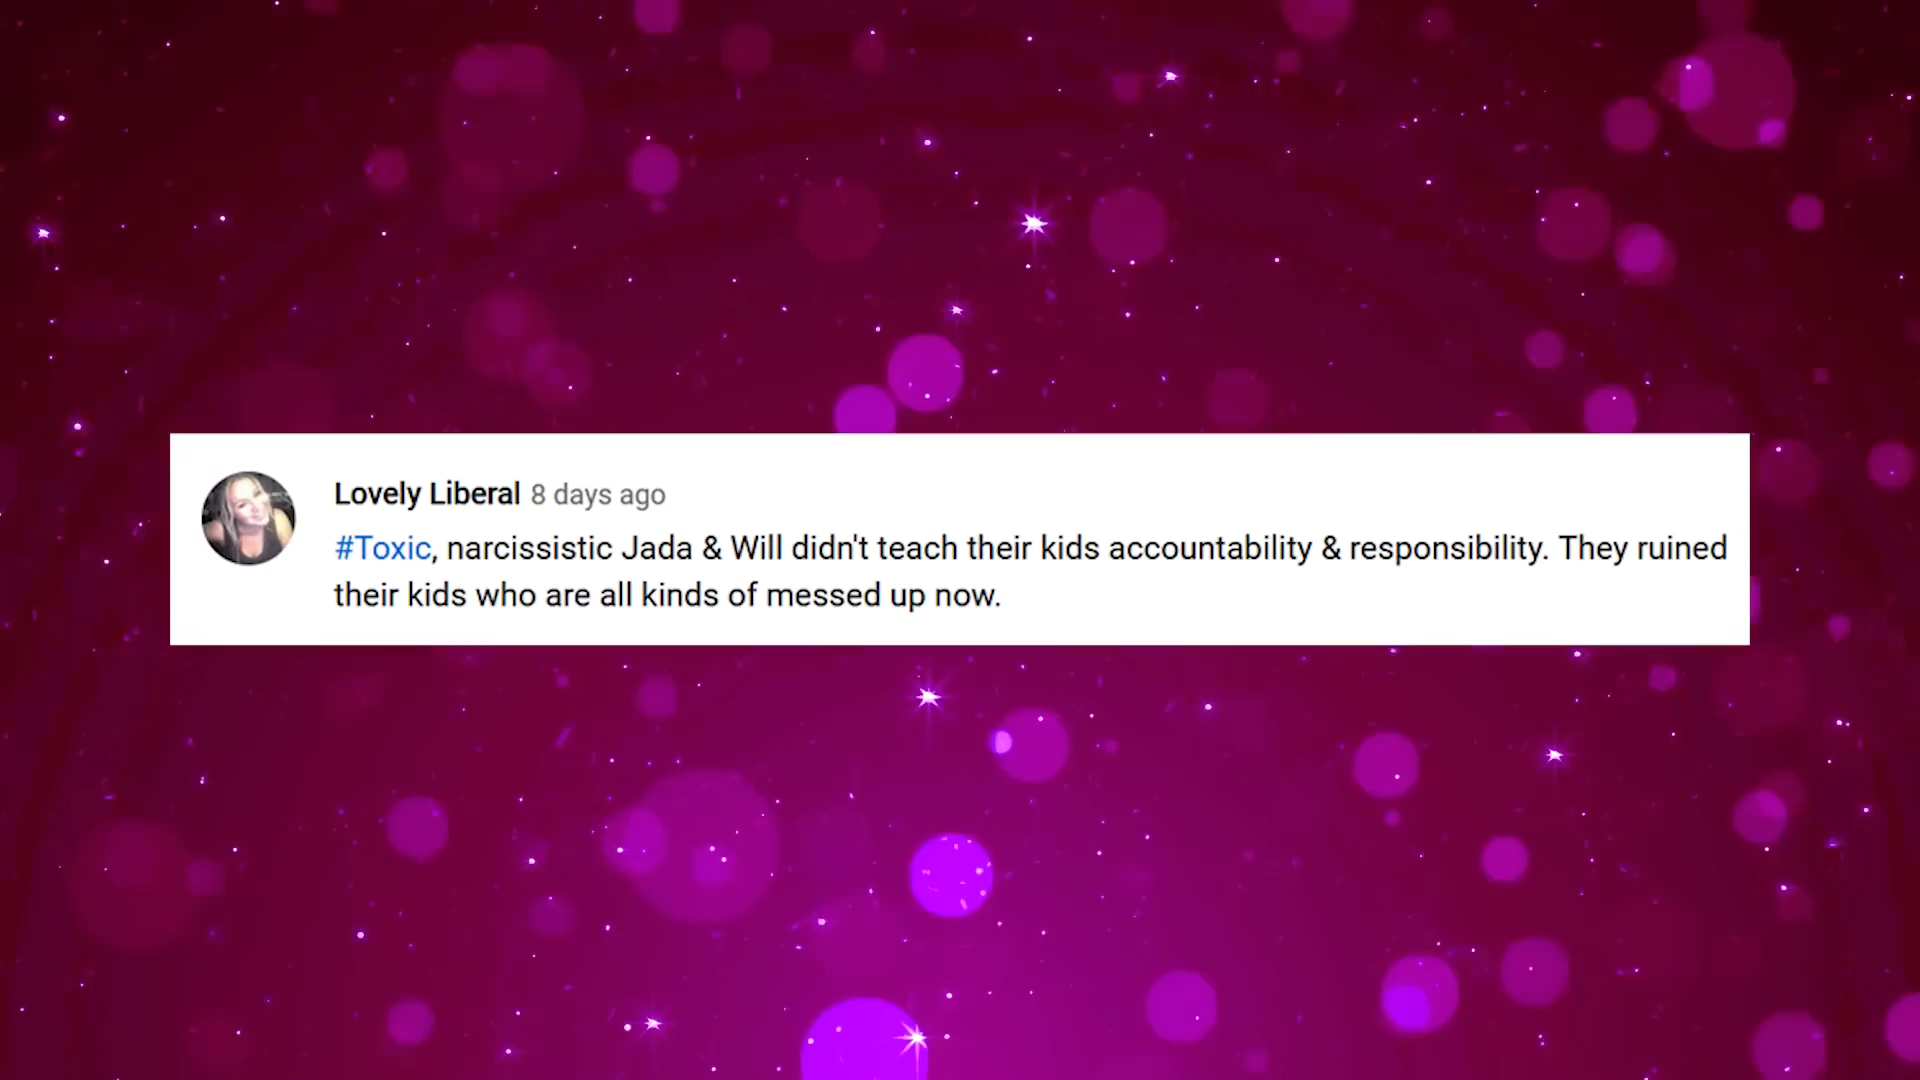 Lovely Liberal 8 days ago
#Toxic, narcissistic Jada & Will didn't teach their kids accountability & responsibility. They ruined
their kids who are all kinds of messed up now.